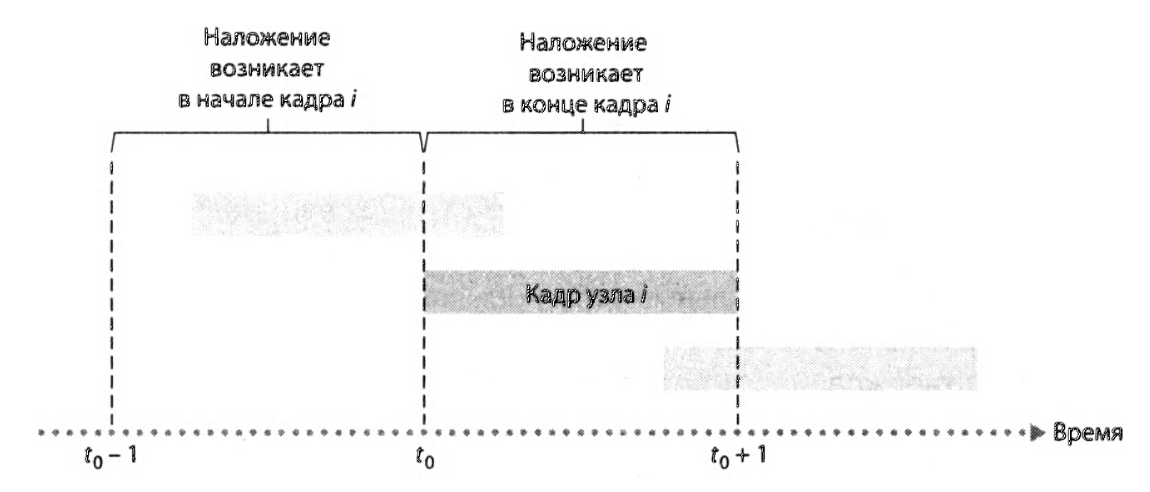 Наложение
возникает
в начале кадра i
Наложение
возникает
в конце кадра i
Кадр узла i
t₀ – 1
t₀
t₀ + 1
Время